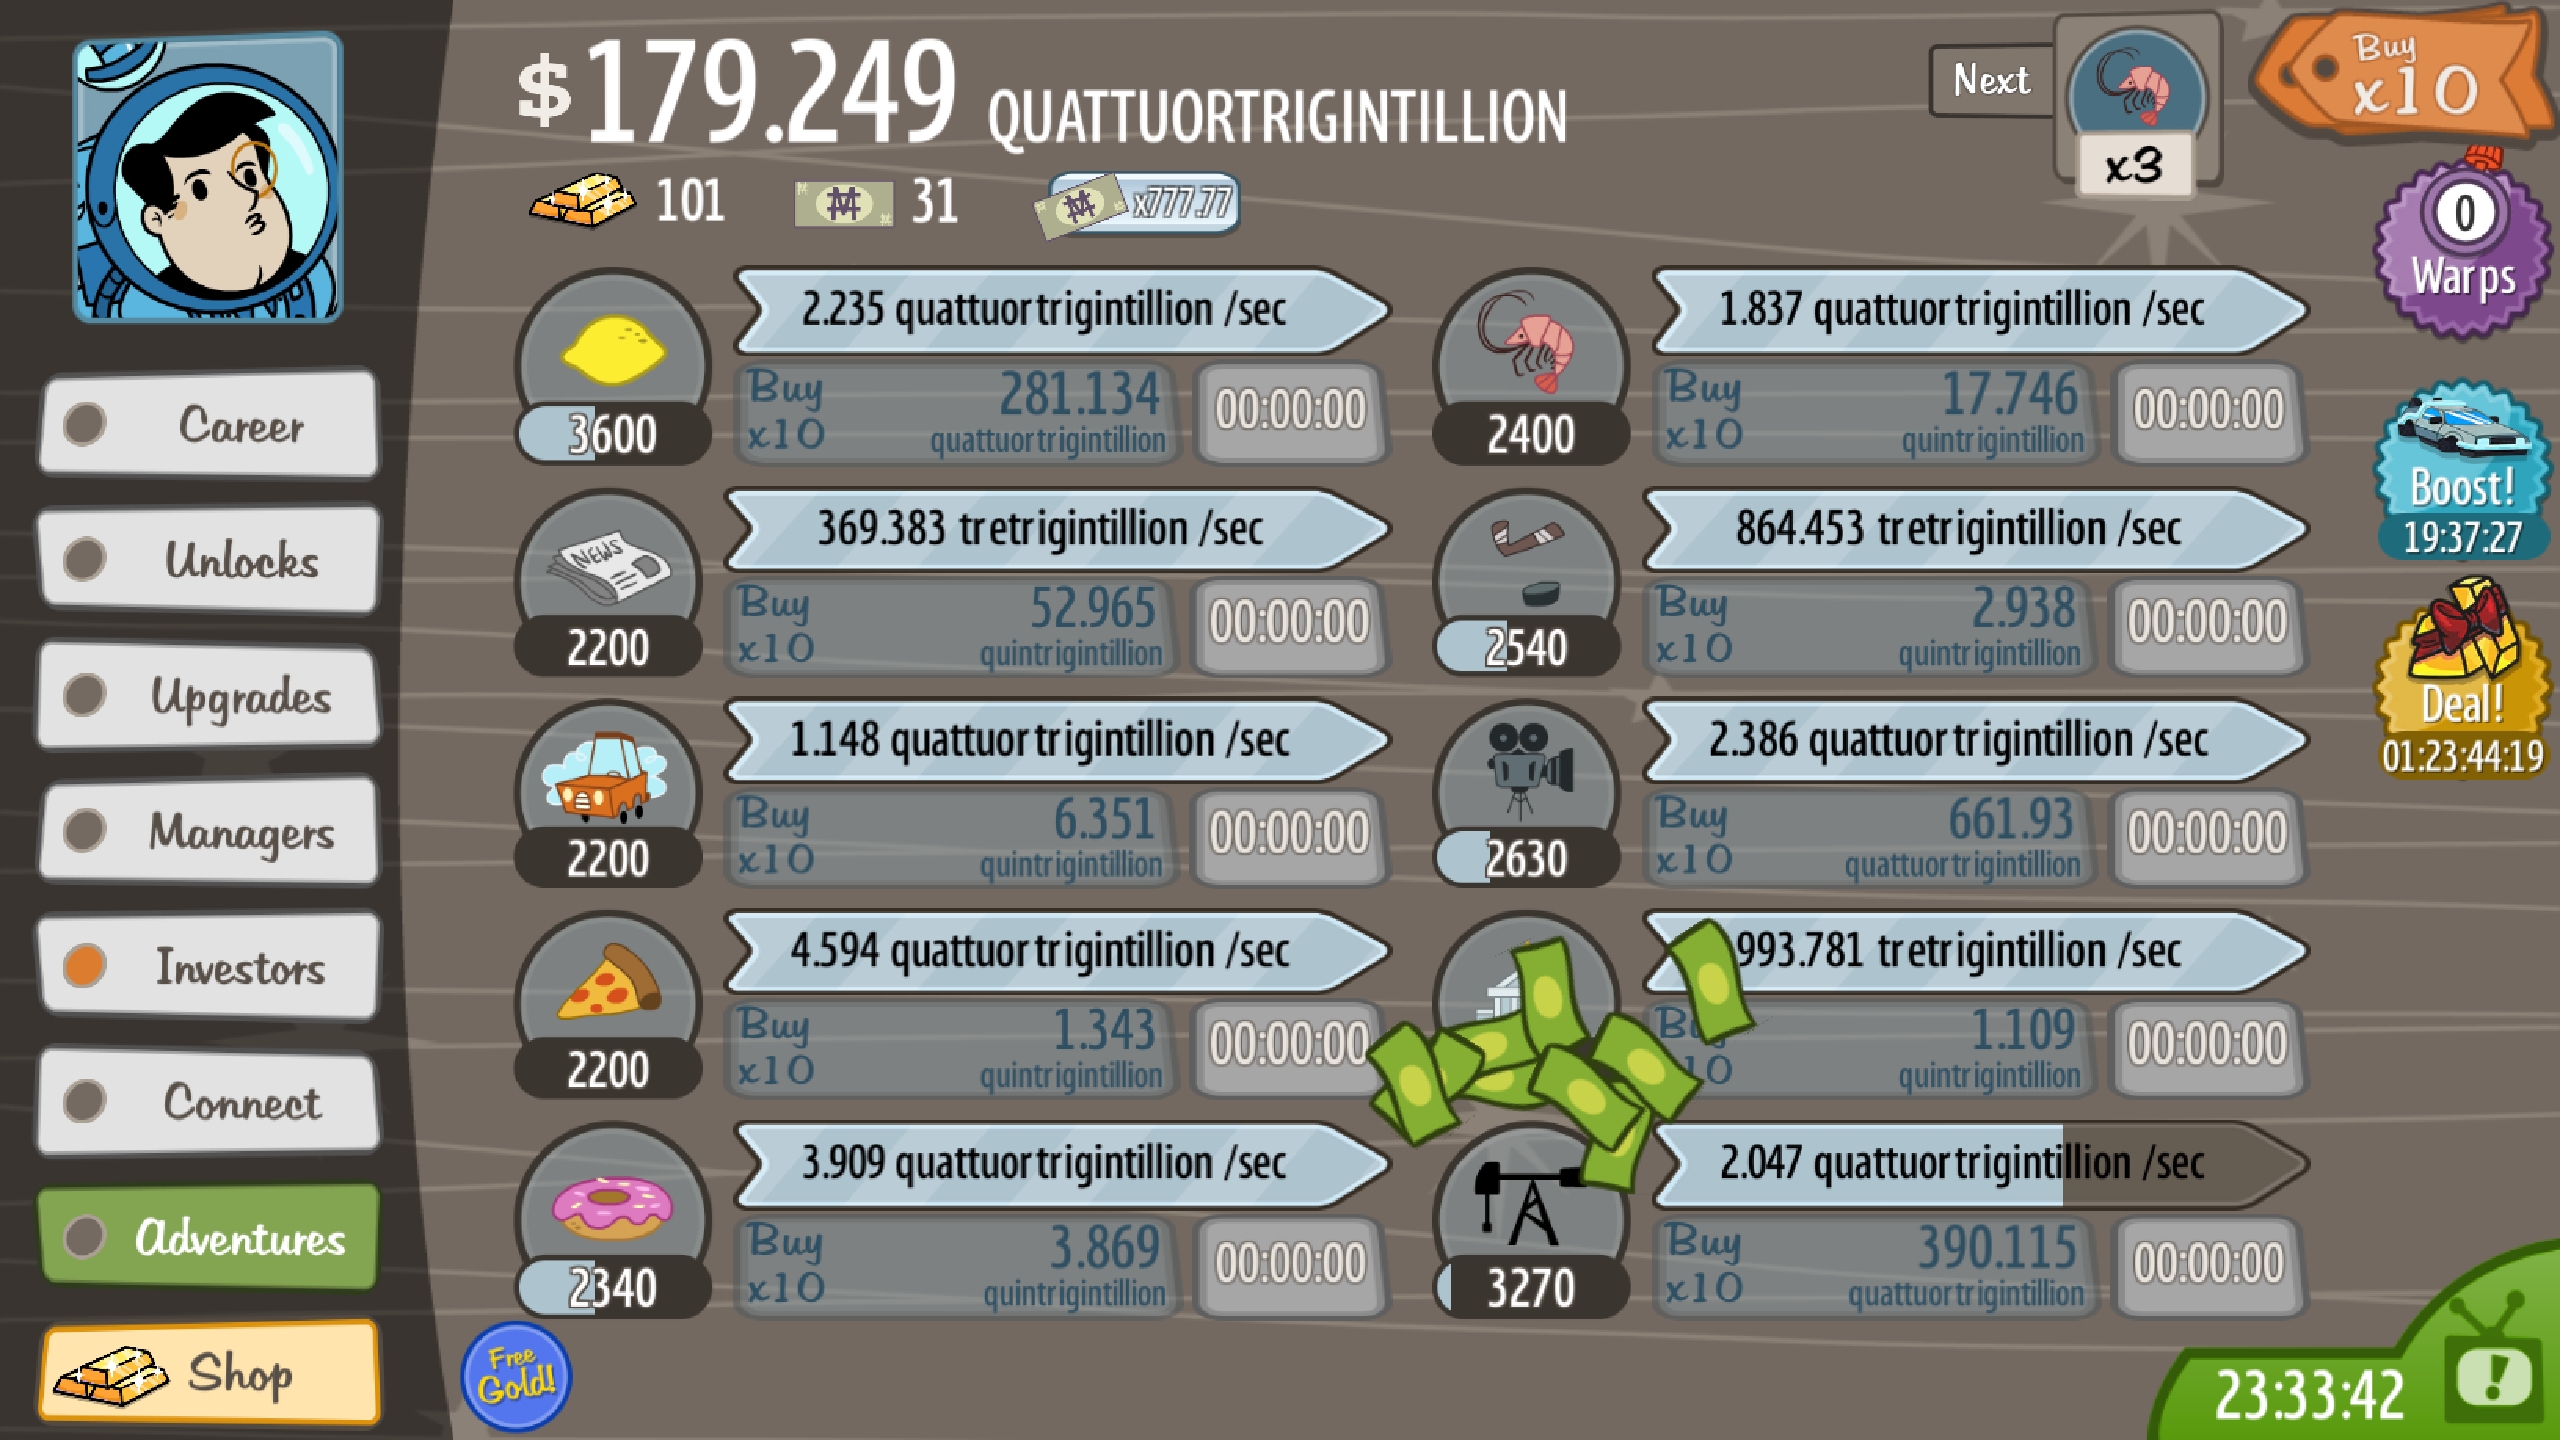 $179.249 QUATTUORTRIGINTILLION
Next
x3
Buy
x10
101
31
x777.77
0
Warps
Boost!
19:37:27
Deal!
01:23:44:19
Career
Unlocks
Upgrades
Managers
Investors
Connect
Adventures
Shop
2.235 quattuortrigintillion /sec
3600
Buy
x10
281.134
quattuortrigintillion
00:00:00
1.837 quattuortrigintillion /sec
2400
Buy
x10
17.746
quintrigintillion
00:00:00
NEWS
369.383 tretrigintillion /sec
2200
Buy
x10
52.965
quintrigintillion
00:00:00
864.453 tretrigintillion /sec
2540
Buy
x10
2.938
quintrigintillion
00:00:00
1.148 quattuortrigintillion /sec
2200
Buy
x10
6.351
quintrigintillion
00:00:00
2.386 quattuortrigintillion /sec
2630
Buy
x10
661.93
quattuortrigintillion
00:00:00
4.594 quattuortrigintillion /sec
2200
Buy
x10
1.343
quintrigintillion
00:00:00
993.781 tretrigintillion /sec
1.109
quintrigintillion
00:00:00
3.909 quattuortrigintillion /sec
2340
Buy
x10
3.869
quintrigintillion
00:00:00
2.047 quattuortrigintillion /sec
3270
Buy
x10
390.115
quattuortrigintillion
00:00:00
Free
Gold!
23:33:42